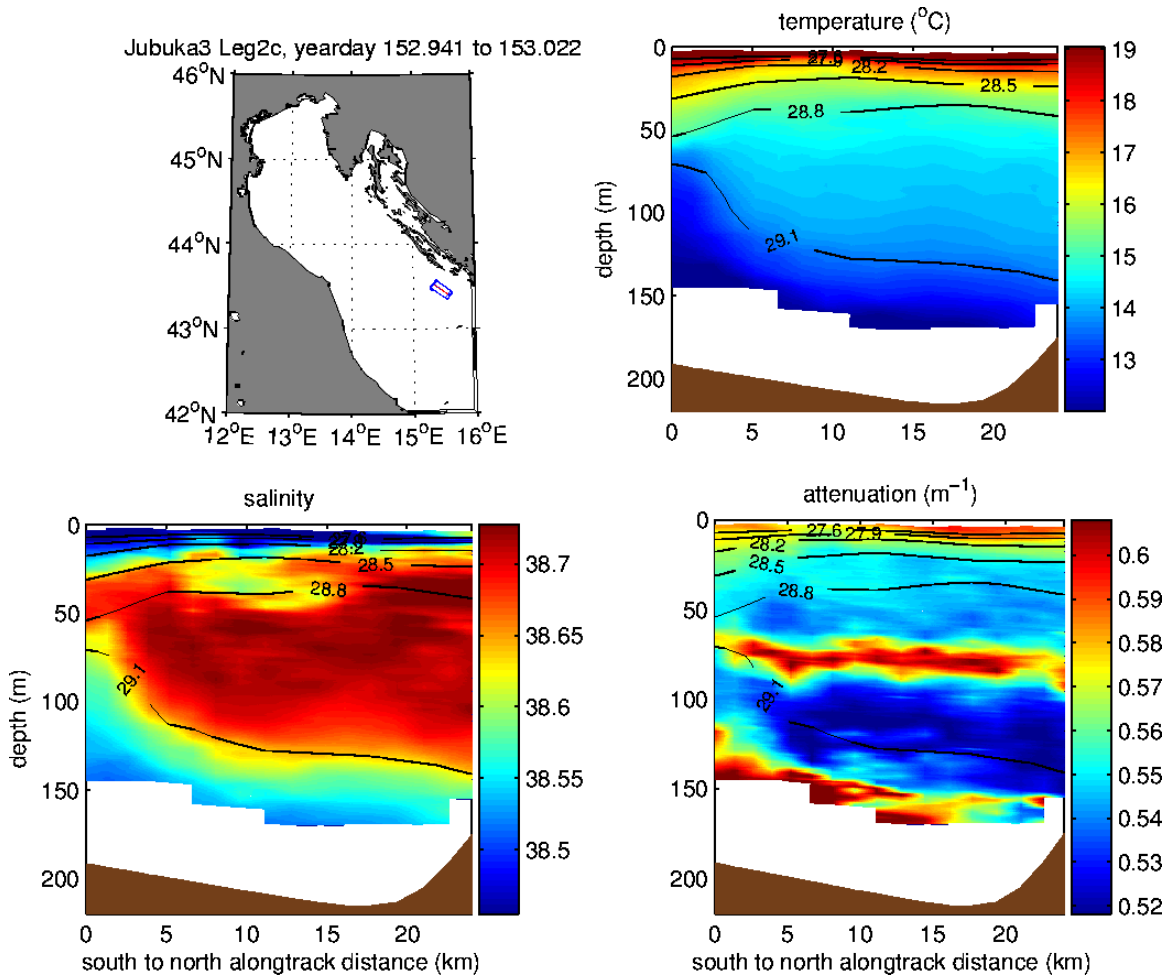 Jubuka3 Leg2c, yearday 152.941 to 153.022
46°N
45°N
44°N
43°N
42°N
12°E 13°E 14°E 15°E 16°E
temperature (°C)
0
50
100
150
200
depth (m)
28.2
28.5
28.8
29.1
0 5 10 15 20
19
18
17
16
15
14
13
salinity
0
50
100
150
200
depth (m)
28.2
28.5
28.8
29.1
0 5 10 15 20
south to north alongtrack distance (km)
38.7
38.65
38.6
38.55
38.5
attenuation (m⁻¹)
0
50
100
150
200
27.6
27.9
28.2
28.5
28.8
29.1
0 5 10 15 20
south to north alongtrack distance (km)
0.6
0.59
0.58
0.57
0.56
0.55
0.54
0.53
0.52